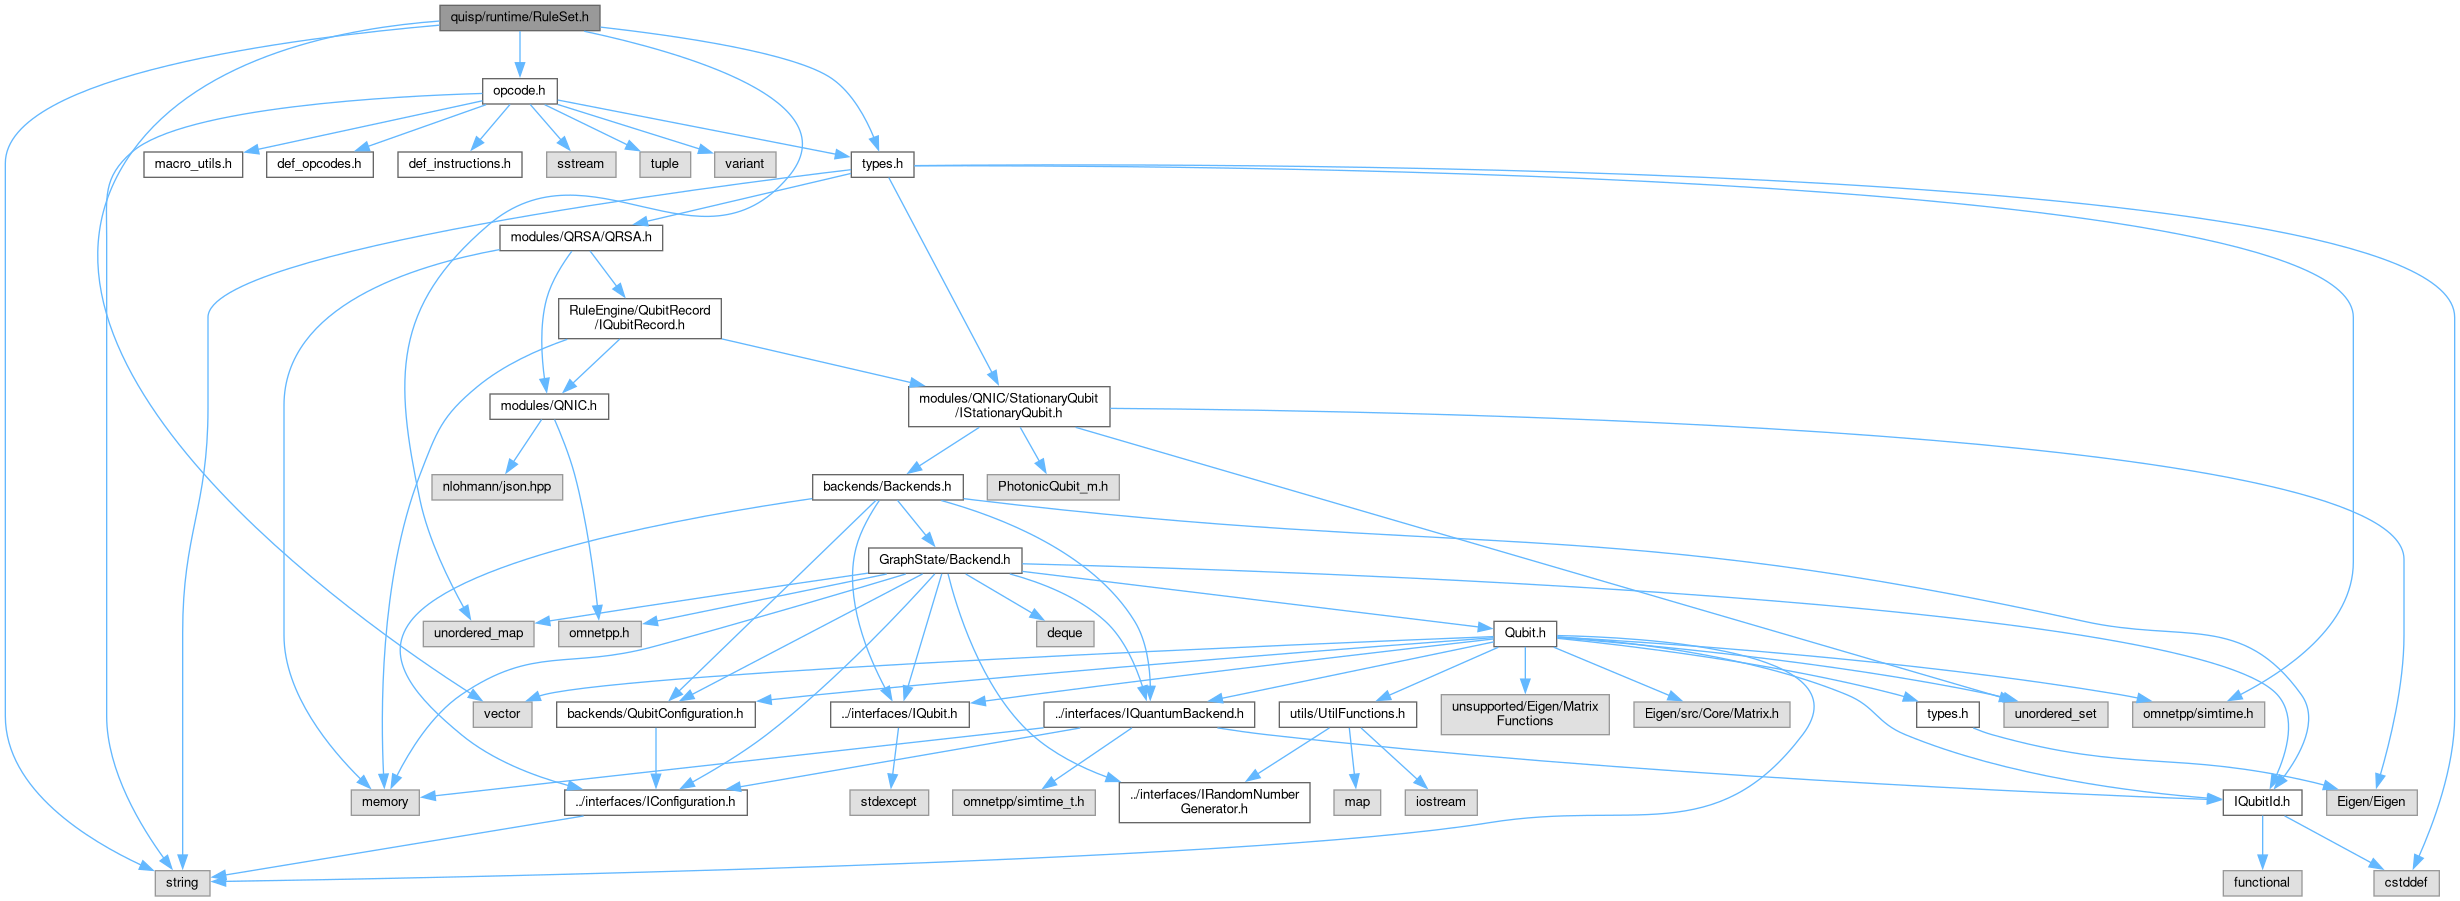 quisp/runtime/RuleSet.h
opcode.h
macro_utils.h
def_opcodes.h
def_instructions.h
sstream
tuple
variant
types.h
modules/QRSA/QRSA.h
RuleEngine/QubitRecord
/IQubitRecord.h
modules/QNIC.h
modules/QNIC/StationaryQubit
/IStationaryQubit.h
nlohmann/json.hpp
backends/Backends.h
PhotonicQubit_m.h
GraphState/Backend.h
unordered_map
omnetpp.h
deque
Qubit.h
vector
backends/QubitConfiguration.h
../interfaces/IQubit.h
../interfaces/IQuantumBackend.h
utils/UtilFunctions.h
unsupported/Eigen/Matrix
Functions
Eigen/src/Core/Matrix.h
types.h
unordered_set
omnetpp/simtime.h
memory
../interfaces/IConfiguration.h
stdexcept
omnetpp/simtime_t.h
../interfaces/IRandomNumber
Generator.h
map
iostream
IQubitId.h
Eigen/Eigen
string
functional
cstddef